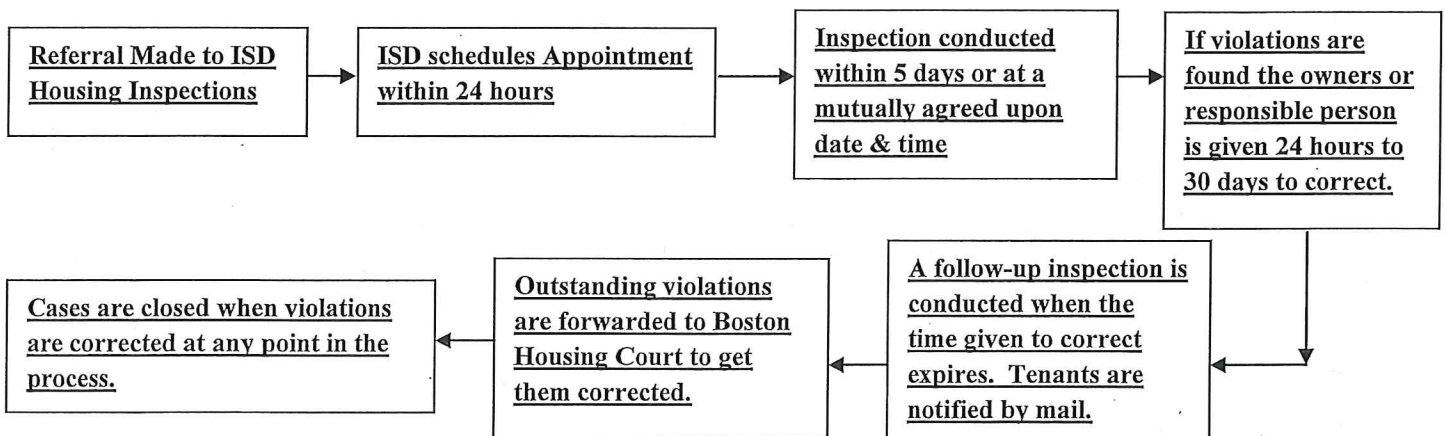 Referral Made to ISD
Housing Inspections
ISD schedules Appointment
within 24 hours
Inspection conducted
within 5 days or at a
mutually agreed upon
date & time
If violations are
found the owners or
responsible person
is given 24 hours to
30 days to correct.
A follow-up inspection is
conducted when the
time given to correct
expires. Tenants are
notified by mail.
Outstanding violations
are forwarded to Boston
Housing Court to get
them corrected.
Cases are closed when violations
are corrected at any point in the
process.